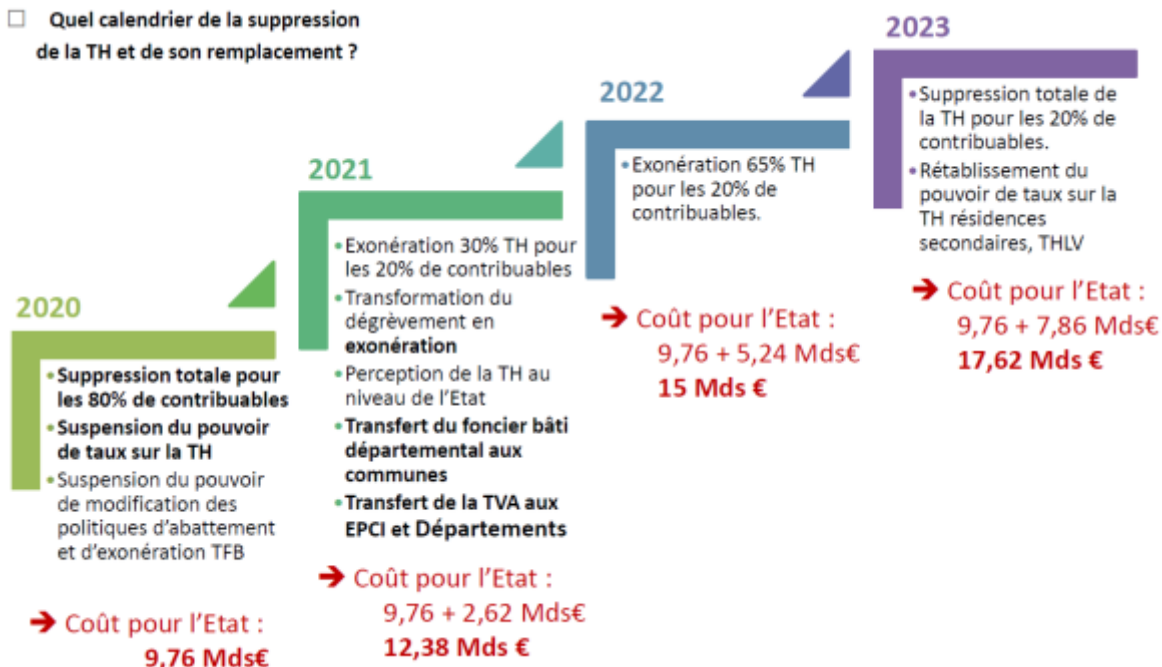 Quel calendrier de la suppression
de la TH et de son remplacement ?
2020
•Suppression totale pour
les 80% de contribuables
•Suspension du pouvoir
de taux sur la TH
•Suspension du pouvoir
de modification des
politiques d'abattement
et d'exonération TFB
➔ Coût pour l'Etat :
9,76 Mds€
2021
•Exonération 30% TH pour
les 20% de contribuables
•Transformation du
dégrèvement en
exonération
•Perception de la TH au
niveau de l'Etat
•Transfert du foncier bâti
départemental aux
communes
•Transfert de la TVA aux
EPCI et Départements
➔ Coût pour l'Etat :
9,76 + 2,62 Mds€
12,38 Mds €
2022
•Exonération 65% TH
pour les 20% de
contribuables.
➔ Coût pour l'Etat :
9,76 + 5,24 Mds€
15 Mds €
2023
•Suppression totale de
la TH pour les 20% de
contribuables.
•Rétablissement du
pouvoir de taux sur la
TH résidences
secondaires, THLV
➔ Coût pour l'Etat :
9,76 + 7,86 Mds€
17,62 Mds €